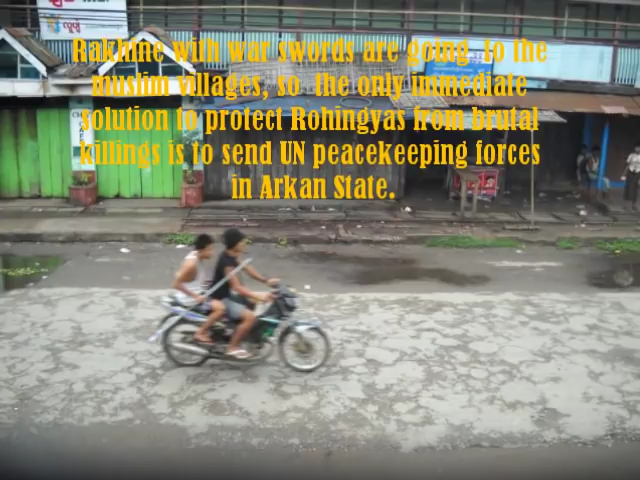 Rakhine with war swords are going to the
muslim villages, so the only immediate
solution to protect Rohingyas from brutal
killings is to send UN peacekeeping forces
in Arkan State.